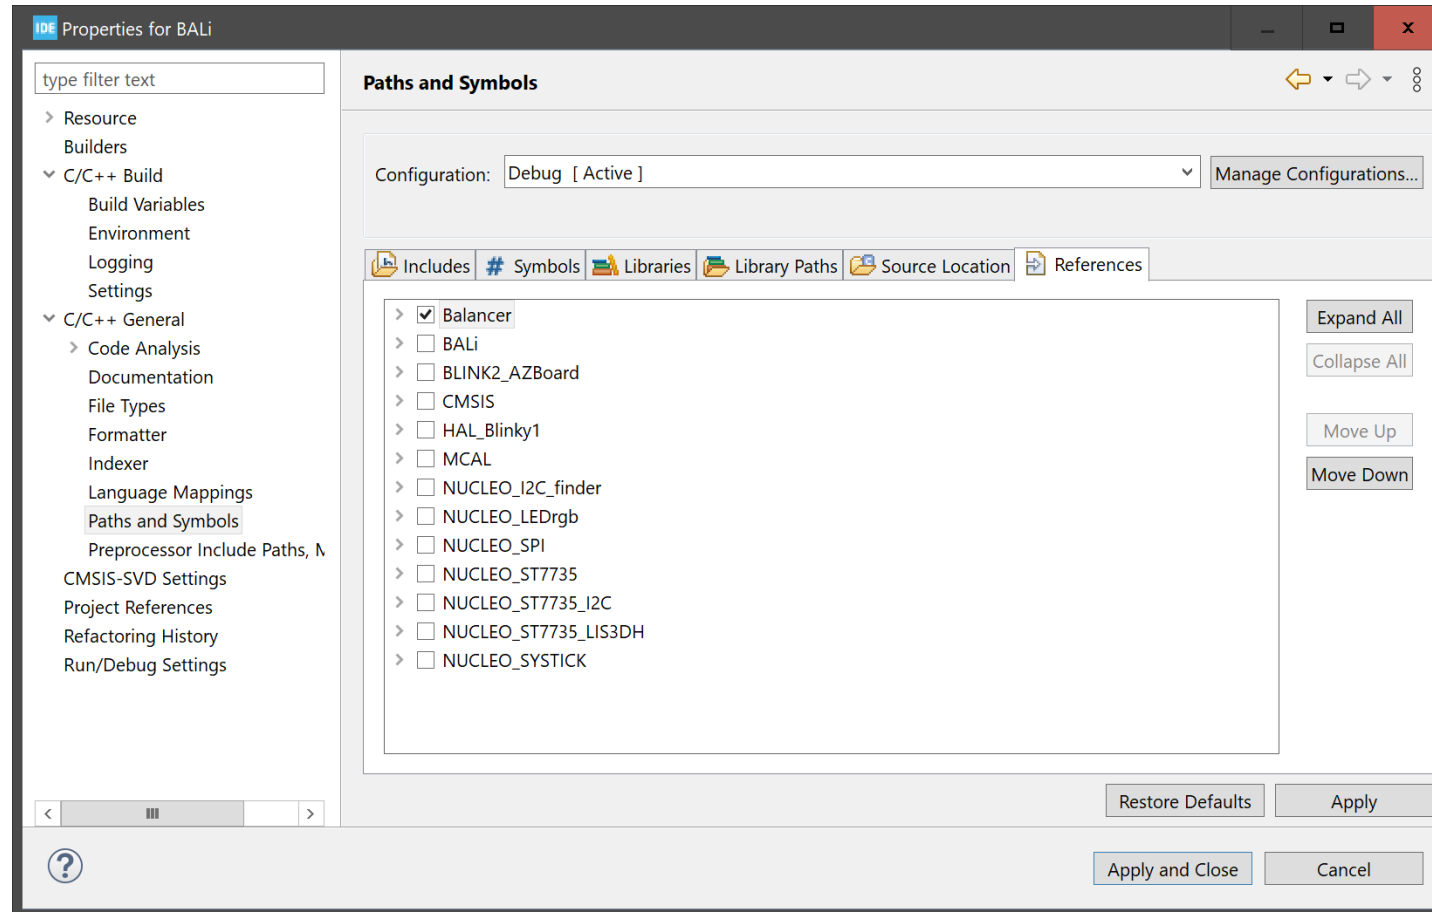 IDE Properties for BALi
type filter text
Resource
Builders
C/C++ Build
Build Variables
Environment
Logging
Settings
C/C++ General
Code Analysis
Documentation
File Types
Formatter
Indexer
Language Mappings
Paths and Symbols
Preprocessor Include Paths, M
CMSIS-SVD Settings
Project References
Refactoring History
Run/Debug Settings
Paths and Symbols
Configuration: Debug [ Active ] Manage Configurations...
Includes # Symbols Libraries Library Paths Source Location References
Balancer
BALi
BLINK2_AZBoard
CMSIS
HAL_Blinky1
MCAL
NUCLEO_I2C_finder
NUCLEO_LEDrgb
NUCLEO_SPI
NUCLEO_ST7735
NUCLEO_ST7735_I2C
NUCLEO_ST7735_LIS3DH
NUCLEO_SYSTICK
Expand All
Collapse All
Move Up
Move Down
Restore Defaults Apply
? Apply and Close Cancel